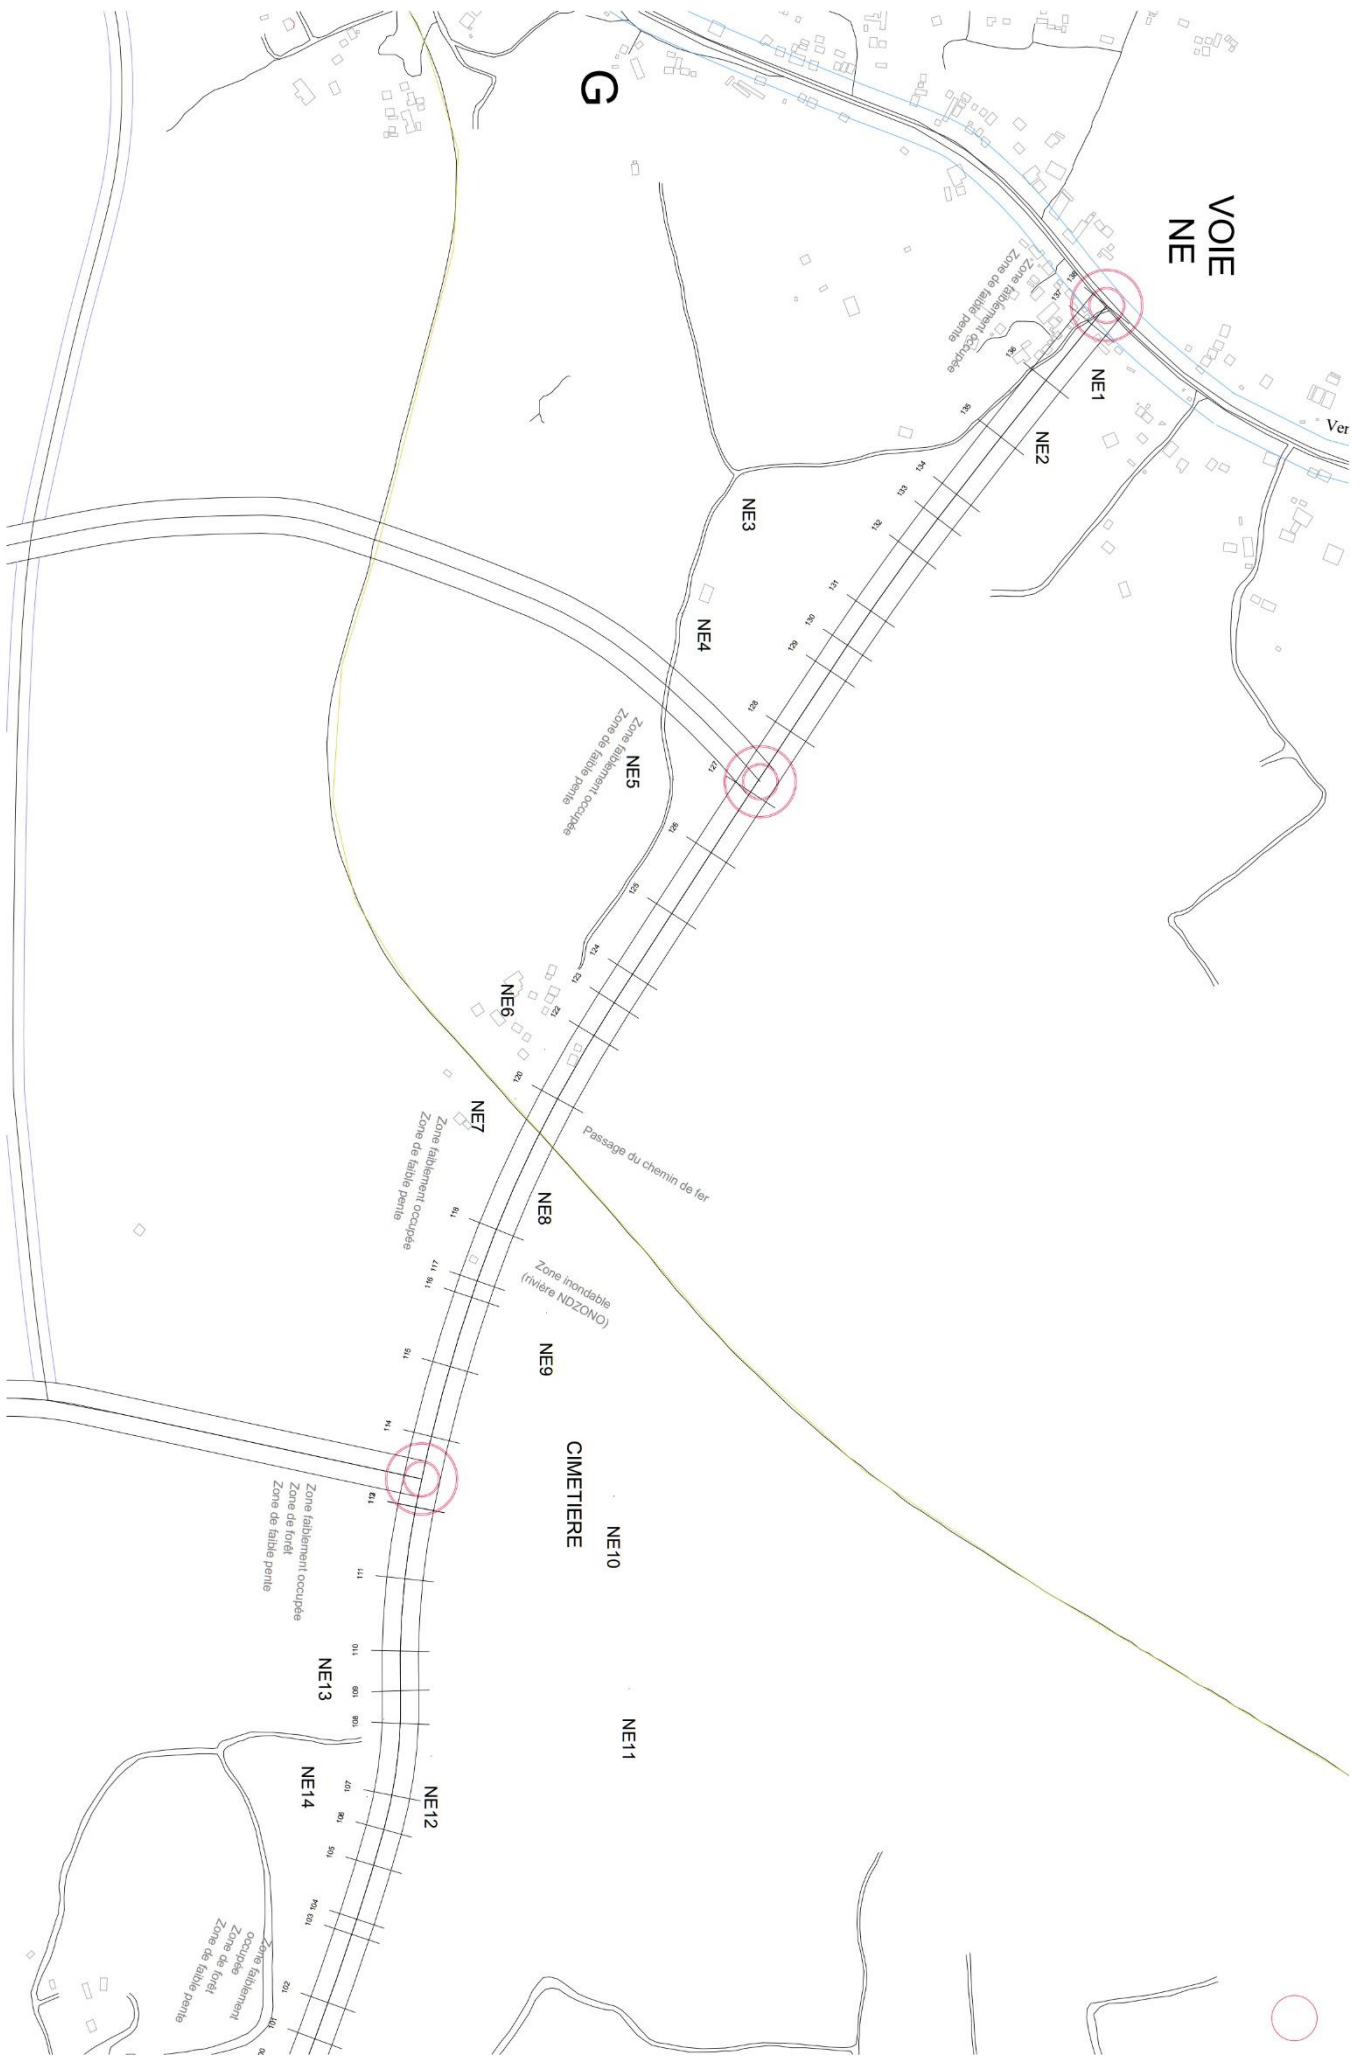 G
VOIE
NE
Ver
138
137
136
135
134
133
132
131
130
129
128
127
126
125
124
123
122
120
118
117
116
115
114
112
111
110
109
108
107
106
105
104
103
102
101
Zone faiblement occupée
Zone de faible pente
NE1
NE2
NE3
NE4
Zone faiblement occupée
Zone de faible pente
NE5
NE6
NE7
Passage du chemin de fer
Zone faiblement occupée
Zone de faible pente
NE8
Zone inondable
(rivière NDZONO)
NE9
CIMETIERE
NE10
Zone faiblement occupée
Zone de forêt
Zone de faible pente
NE13
NE11
NE14
NE12
Zone faiblement
occupée
Zone de forêt
Zone de faible pente